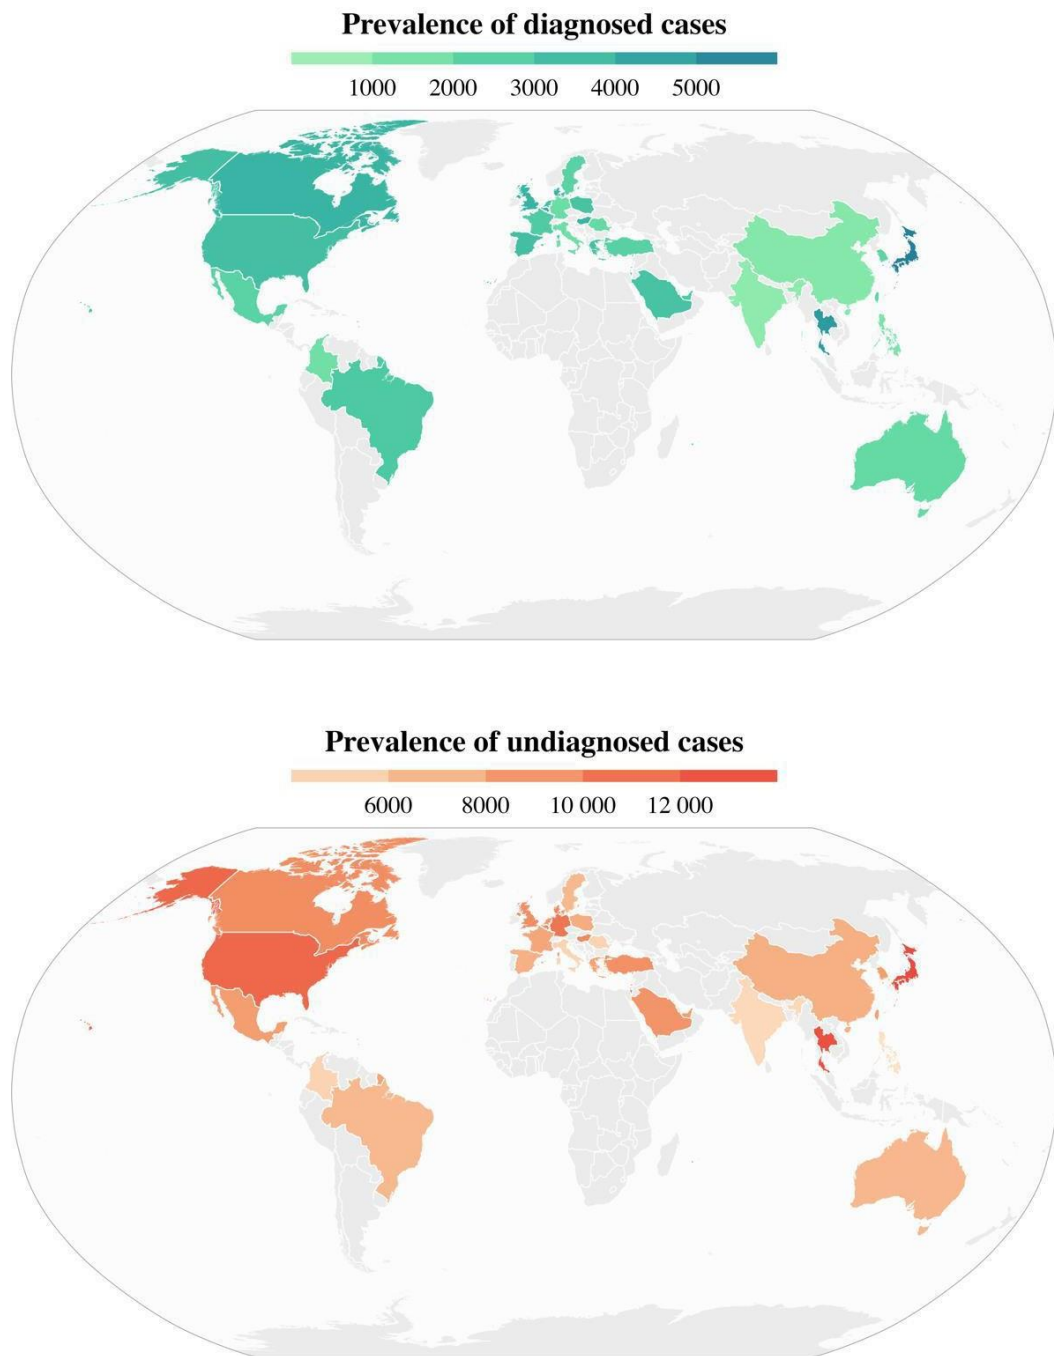 Prevalence of diagnosed cases
1000 2000 3000 4000 5000
Prevalence of undiagnosed cases
6000 8000 10 000 12 000